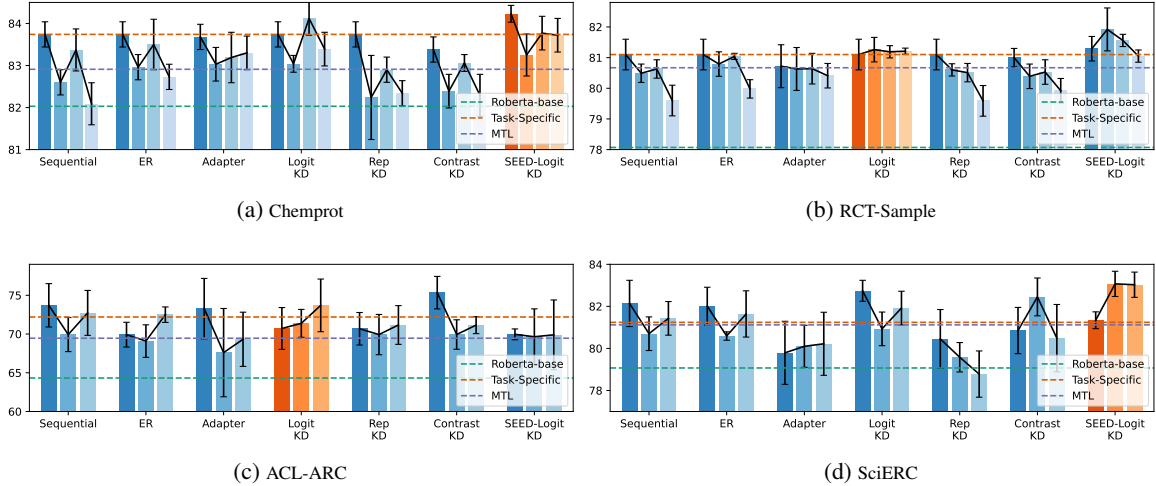 84
83
82
81
Roberta-base
Task-Specific
MTL
Sequential ER Adapter Logit KD Rep KD Contrast KD SEED-Logit KD
(a) Chemprot
82
81
80
79
78
Roberta-base
Task-Specific
MTL
Sequential ER Adapter Logit KD Rep KD Contrast KD SEED-Logit KD
(b) RCT-Sample
75
70
65
60
Roberta-base
Task-Specific
MTL
Sequential ER Adapter Logit KD Rep KD Contrast KD SEED-Logit KD
(c) ACL-ARC
84
82
80
78
Roberta-base
Task-Specific
MTL
Sequential ER Adapter Logit KD Rep KD Contrast KD SEED-Logit KD
(d) SciERC